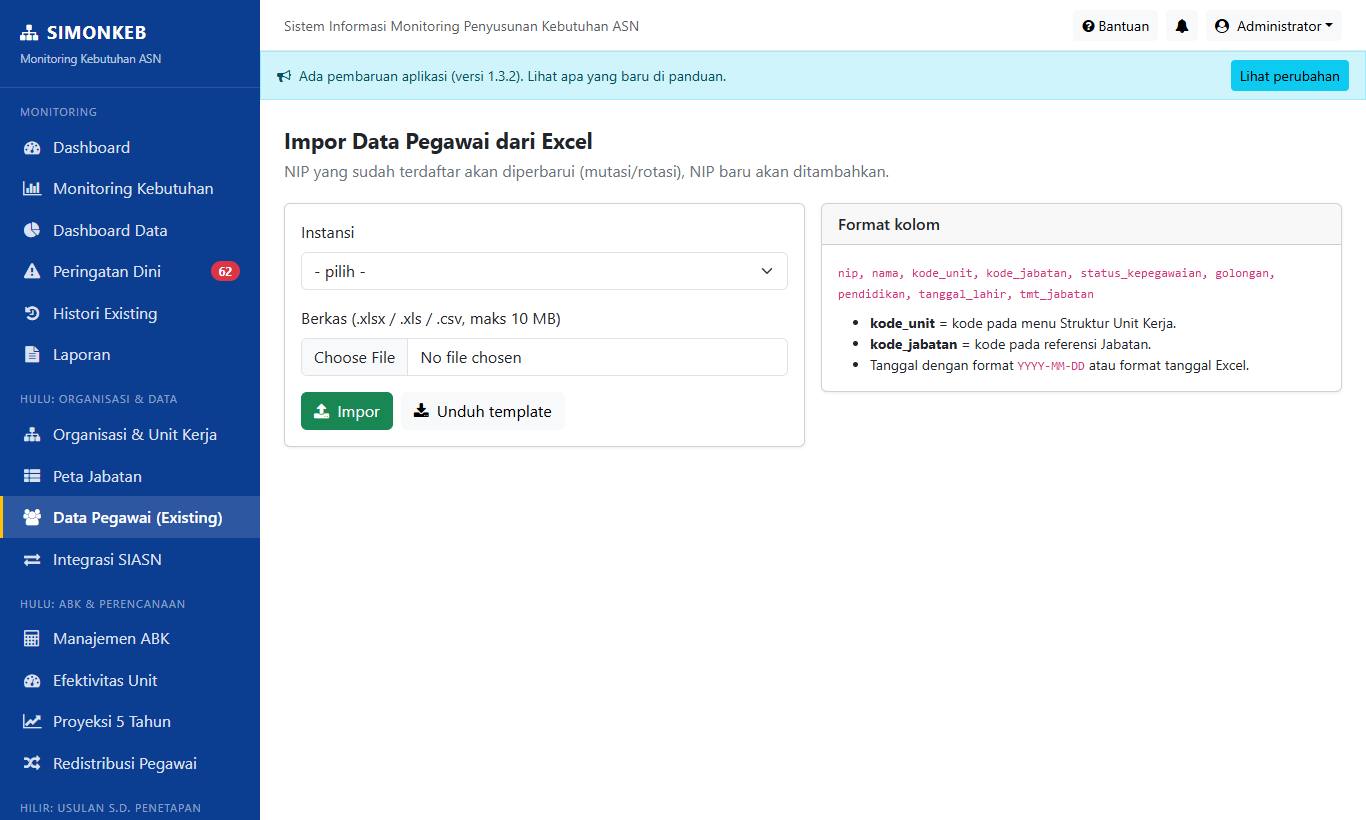 SIMONKEB
Monitoring Kebutuhan ASN
MONITORING
Dashboard
Monitoring Kebutuhan
Dashboard Data
Peringatan Dini 62
Histori Existing
Laporan
HULU: ORGANISASI & DATA
Organisasi & Unit Kerja
Peta Jabatan
Data Pegawai (Existing)
Integrasi SIASN
HULU: ABK & PERENCANAAN
Manajemen ABK
Efektivitas Unit
Proyeksi 5 Tahun
Redistribusi Pegawai
HILIR: USULAN S.D. PENETAPAN
Sistem Informasi Monitoring Penyusunan Kebutuhan ASN
Bantuan
Administrator
Ada pembaruan aplikasi (versi 1.3.2). Lihat apa yang baru di panduan.
Lihat perubahan
Impor Data Pegawai dari Excel
NIP yang sudah terdaftar akan diperbarui (mutasi/rotasi), NIP baru akan ditambahkan.
Instansi
- pilih -
Berkas (.xlsx / .xls / .csv, maks 10 MB)
Choose File No file chosen
Impor
Unduh template
Format kolom
nip, nama, kode_unit, kode_jabatan, status_kepegawaian, golongan,
pendidikan, tanggal_lahir, tmt_jabatan
• kode_unit = kode pada menu Struktur Unit Kerja.
• kode_jabatan = kode pada referensi Jabatan.
• Tanggal dengan format YYYY-MM-DD atau format tanggal Excel.